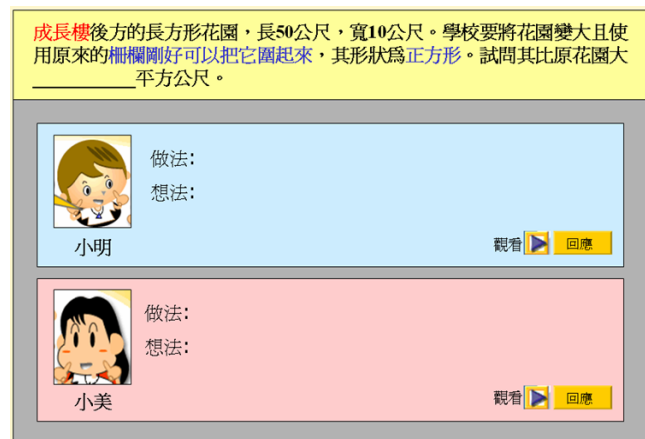 成長樓後方的長方形花園，長50公尺，寬10公尺。學校要將花園變大且使
用原來的柵欄剛好可以把它圍起來，其形狀為正方形。試問其比原花園大
__________平方公尺。
做法:
想法:
小明
觀看 回應
做法:
想法:
小美
觀看 回應